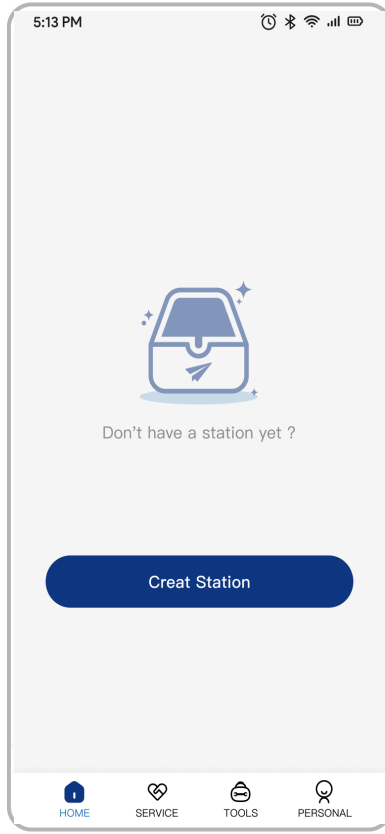 5:13 PM
Don't have a station yet ?
Creat Station
HOME
SERVICE
TOOLS
PERSONAL